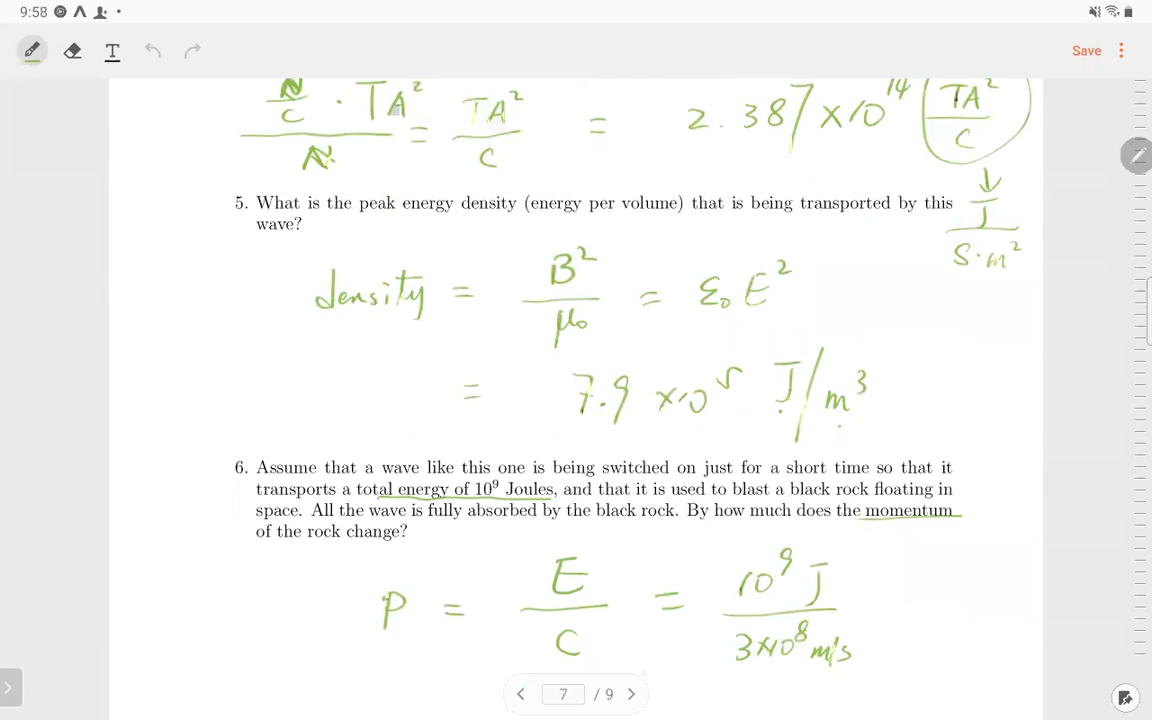 9:58
T
Save
N/C · TA² / N = TA² / C = 2.387 × 10¹⁴ (TA² / C)
↓
J / S·m²
5. What is the peak energy density (energy per volume) that is being transported by this
wave?
density = B² / μ₀ = ε₀ E²
= 7.9 × 10⁵ J/m³
6. Assume that a wave like this one is being switched on just for a short time so that it
transports a total energy of 10⁹ Joules, and that it is used to blast a black rock floating in
space. All the wave is fully absorbed by the black rock. By how much does the momentum
of the rock change?
P = E / C = 10⁹ J / 3×10⁸ m/s
7 / 9